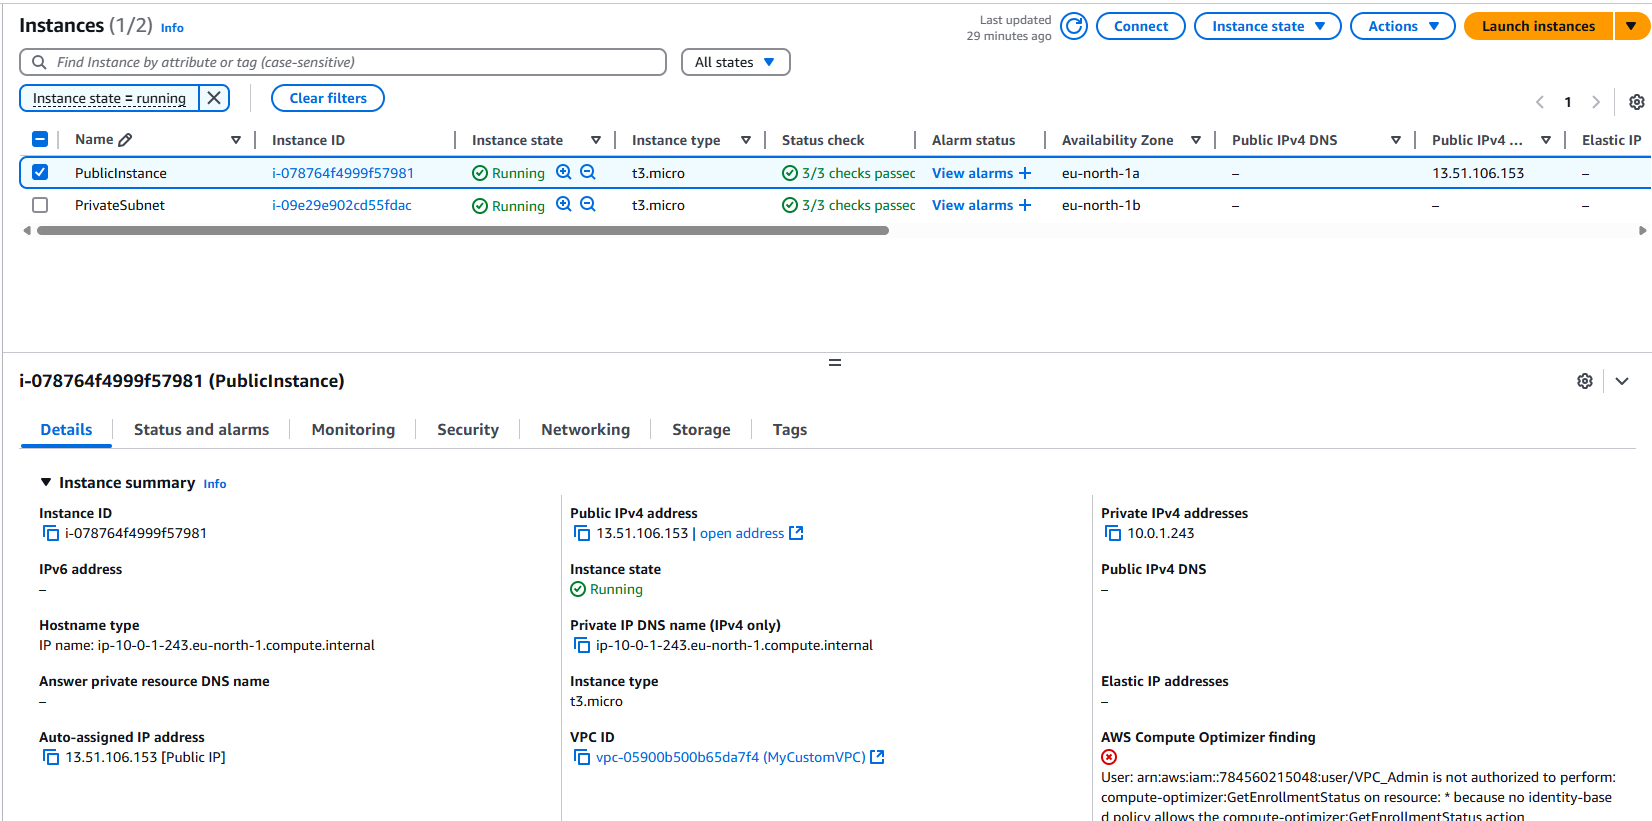 Instances (1/2) Info
Last updated
29 minutes ago
Connect
Instance state
Actions
Launch instances
Find Instance by attribute or tag (case-sensitive)
All states
Instance state = running
Clear filters
1
Name Instance ID Instance state Instance type Status check Alarm status Availability Zone Public IPv4 DNS Public IPv4 ... Elastic IP
PublicInstance i-078764f4999f57981 Running t3.micro 3/3 checks passed View alarms + eu-north-1a – 13.51.106.153 –
PrivateSubnet i-09e29e902cd55fdac Running t3.micro 3/3 checks passed View alarms + eu-north-1b – – –
i-078764f4999f57981 (PublicInstance)
Details Status and alarms Monitoring Security Networking Storage Tags
Instance summary Info
Instance ID
i-078764f4999f57981
Public IPv4 address
13.51.106.153 | open address
Private IPv4 addresses
10.0.1.243
IPv6 address
–
Instance state
Running
Public IPv4 DNS
–
Hostname type
IP name: ip-10-0-1-243.eu-north-1.compute.internal
Private IP DNS name (IPv4 only)
ip-10-0-1-243.eu-north-1.compute.internal
Answer private resource DNS name
–
Instance type
t3.micro
Elastic IP addresses
–
Auto-assigned IP address
13.51.106.153 [Public IP]
VPC ID
vpc-05900b500b65da7f4 (MyCustomVPC)
AWS Compute Optimizer finding
User: arn:aws:iam::784560215048:user/VPC_Admin is not authorized to perform:
compute-optimizer:GetEnrollmentStatus on resource: * because no identity-base
d policy allows the compute-optimizer:GetEnrollmentStatus action